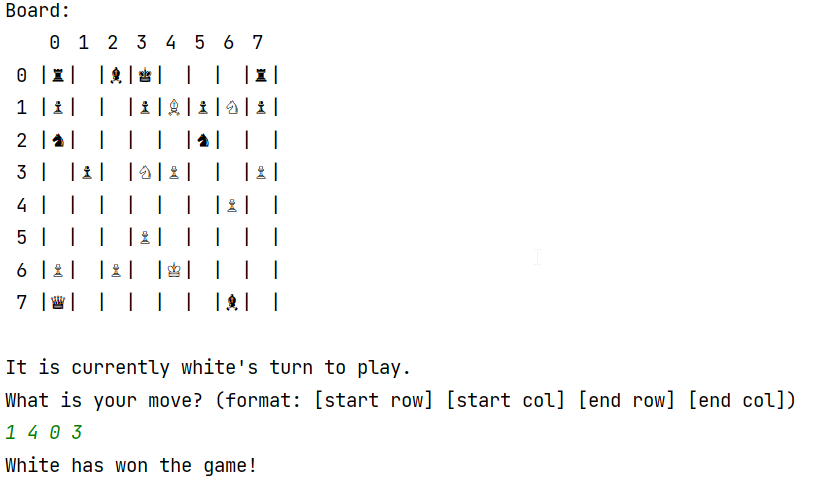 Board:
    0  1  2  3  4  5  6  7
 0 |♜|  |♝|♚|  |  |  |♜|
 1 |♝|  |  |♝|♗|♝|♘|♝|
 2 |♞|  |  |  |  |♞|  |  |
 3 |  |♝|  |♘|♗|  |  |♗|
 4 |  |  |  |  |  |  |♗|  |
 5 |  |  |  |♗|  |  |  |  |
 6 |♗|  |♗|  |♔|  |  |  |
 7 |♛|  |  |  |  |  |♝|  |
It is currently white's turn to play.
What is your move? (format: [start row] [start col] [end row] [end col])
1 4 0 3
White has won the game!